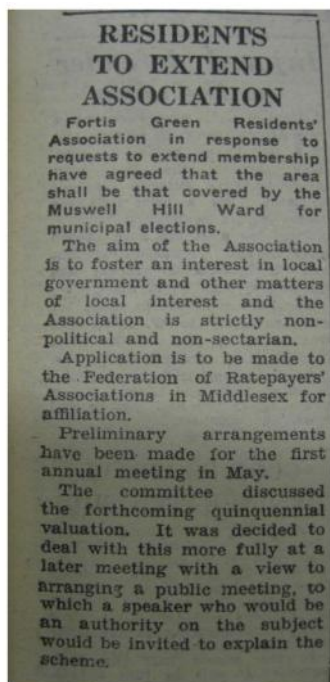 RESIDENTS
TO EXTEND
ASSOCIATION
Fortis Green Residents'
Association in response to
requests to extend membership
have agreed that the area
shall be that covered by the
Muswell Hill Ward for
municipal elections.
The aim of the Association
is to foster an interest in local
government and other matters
of local interest and the
Association is strictly non-
political and non-sectarian.
Application is to be made to
the Federation of Ratepayers'
Associations in Middlesex for
affiliation.
Preliminary arrangements
have been made for the first
annual meeting in May.
The committee discussed
the forthcoming quinquennial
valuation. It was decided to
deal with this more fully at a
later meeting with a view to
arranging a public meeting, to
which a speaker who would be
an authority on the subject
would be invited to explain the
scheme.